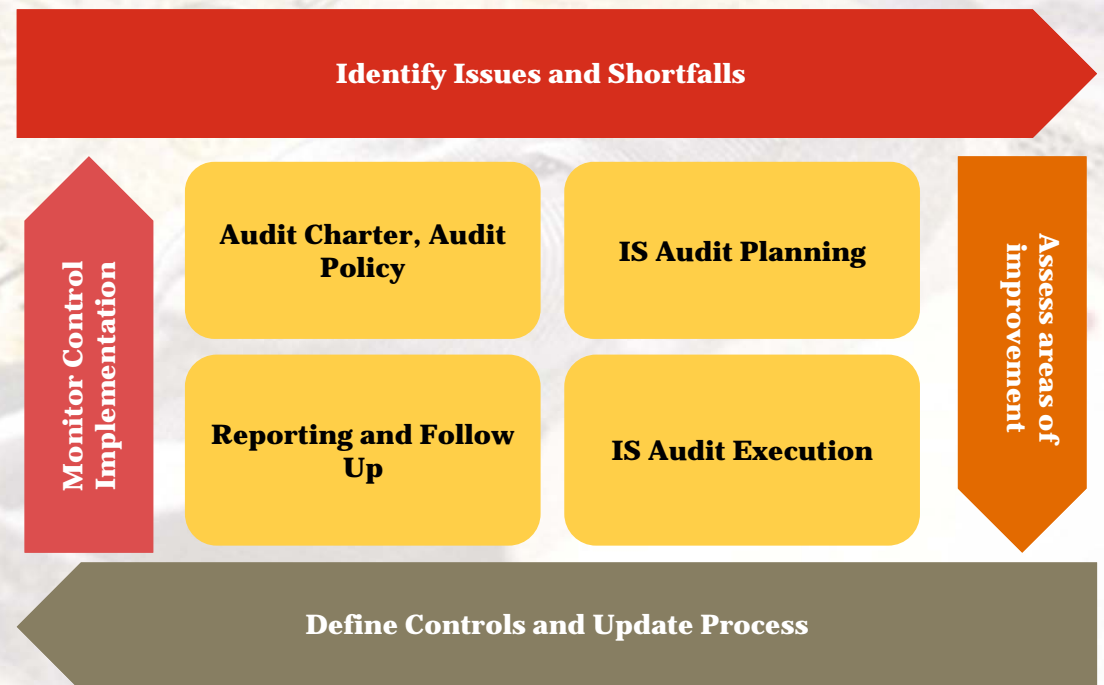 Identify Issues and Shortfalls
Audit Charter, Audit
Policy
IS Audit Planning
Assess areas of
improvement
Monitor Control
Implementation
Reporting and Follow
Up
IS Audit Execution
Define Controls and Update Process